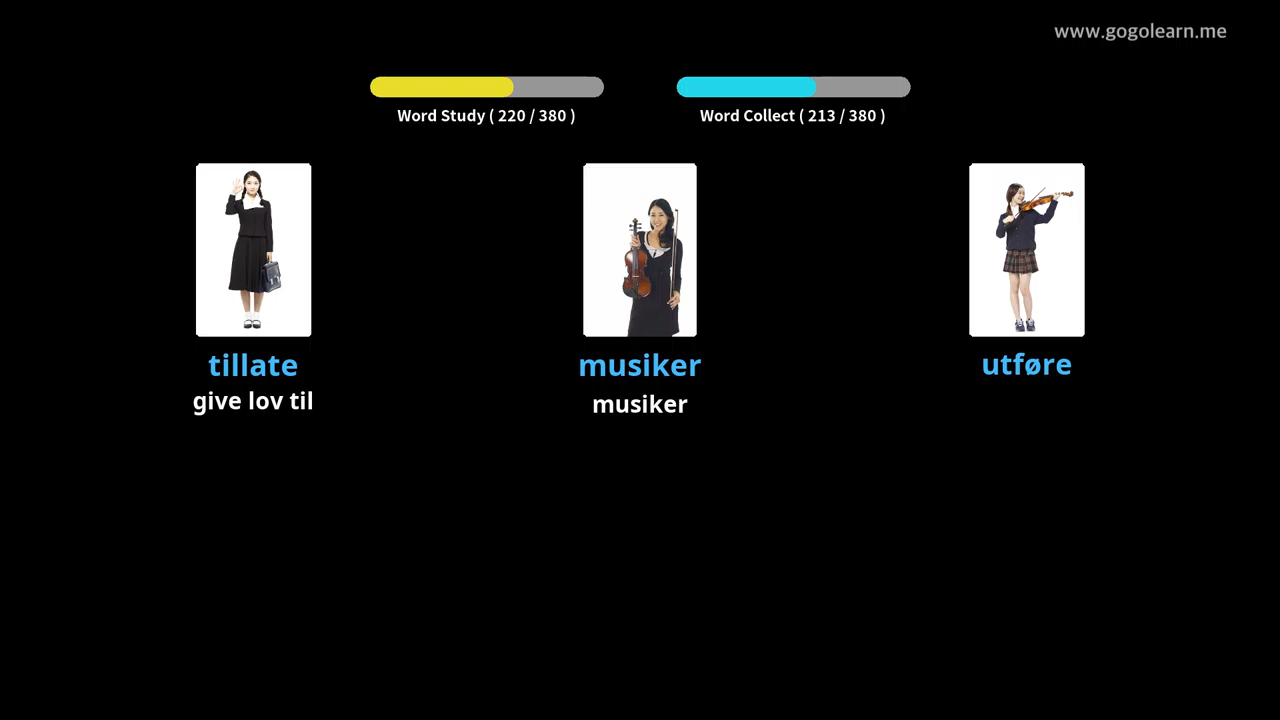 www.gogolearn.me
Word Study ( 220 / 380 )
Word Collect ( 213 / 380 )
tillate
musiker
utføre
give lov til
musiker